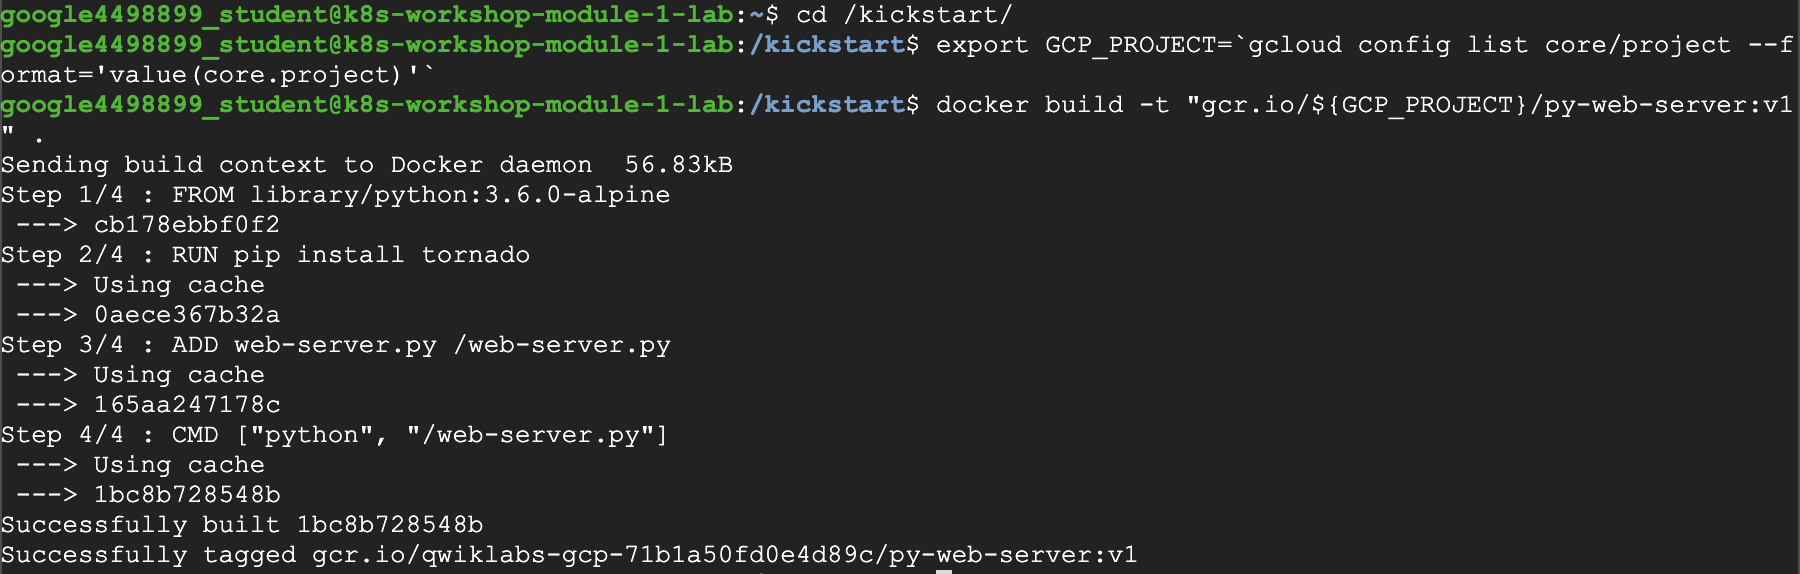 google4498899_student@k8s-workshop-module-1-lab:~$ cd /kickstart/
google4498899_student@k8s-workshop-module-1-lab:/kickstart$ export GCP_PROJECT=`gcloud config list core/project --f
ormat='value(core.project)'`
google4498899_student@k8s-workshop-module-1-lab:/kickstart$ docker build -t "gcr.io/${GCP_PROJECT}/py-web-server:v1
" .
Sending build context to Docker daemon  56.83kB
Step 1/4 : FROM library/python:3.6.0-alpine
 ---> cb178ebbf0f2
Step 2/4 : RUN pip install tornado
 ---> Using cache
 ---> 0aece367b32a
Step 3/4 : ADD web-server.py /web-server.py
 ---> Using cache
 ---> 165aa247178c
Step 4/4 : CMD ["python", "/web-server.py"]
 ---> Using cache
 ---> 1bc8b728548b
Successfully built 1bc8b728548b
Successfully tagged gcr.io/qwiklabs-gcp-71b1a50fd0e4d89c/py-web-server:v1